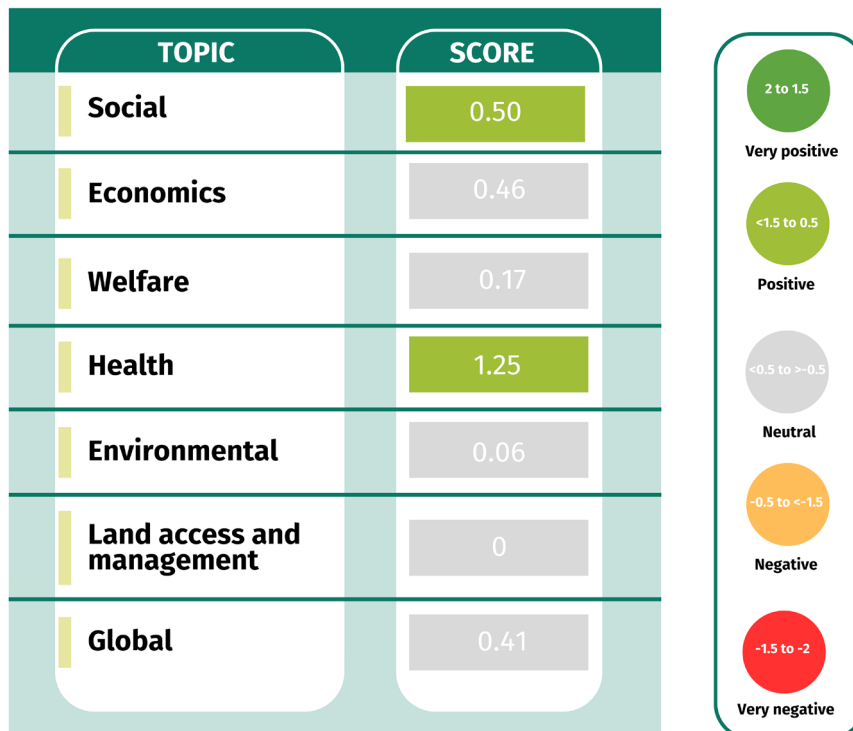 TOPIC SCORE
Social 0.50
Economics 0.46
Welfare 0.17
Health 1.25
Environmental 0.06
Land access and
management 0
Global 0.41
2 to 1.5
Very positive
<1.5 to 0.5
Positive
<0.5 to >-0.5
Neutral
-0.5 to <-1.5
Negative
-1.5 to -2
Very negative